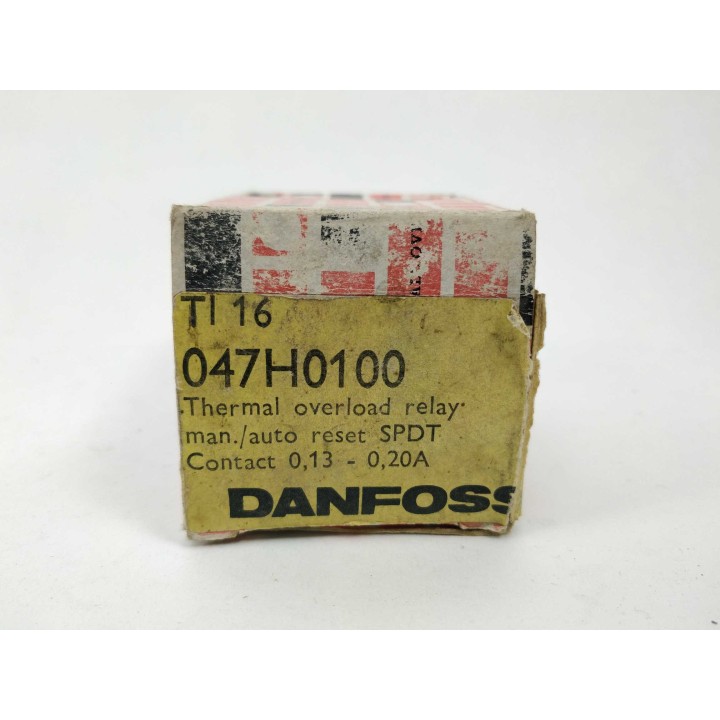 TI 16
047H0100
Thermal overload relay
man./auto reset SPDT
Contact 0,13 - 0,20A
DANFOSS